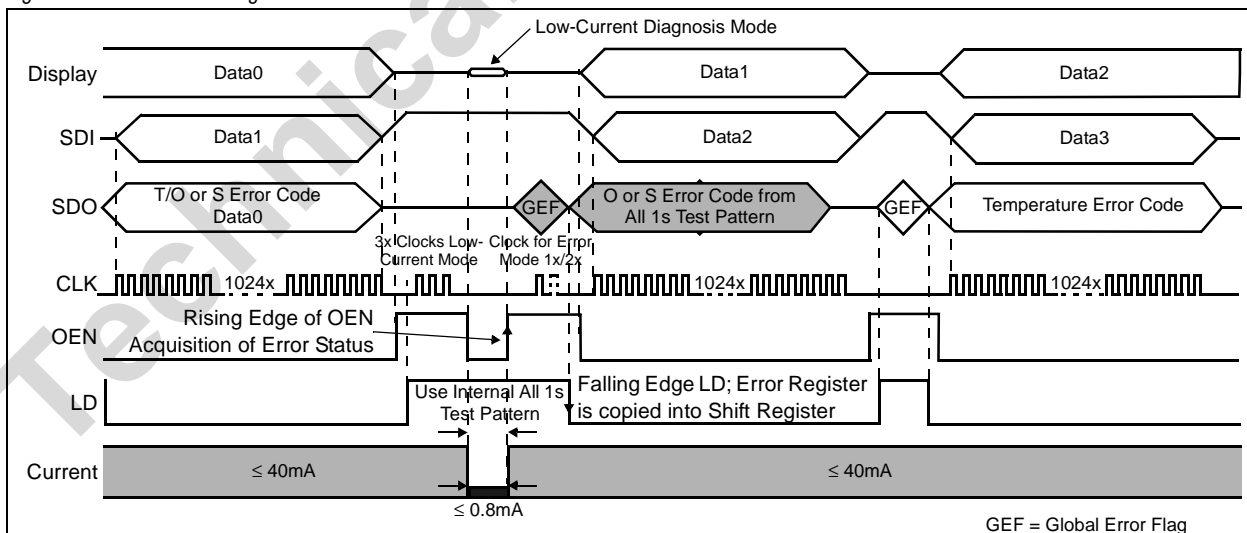 Low-Current Diagnosis Mode
Display
Data0
Data1
Data2
SDI
Data1
Data2
Data3
SDO
T/O or S Error Code
Data0
GEF
O or S Error Code from
All 1s Test Pattern
GEF
Temperature Error Code
3x Clocks Low-
Current Mode
Clock for Error
Mode 1x/2x
CLK
1024x
1024x
1024x
OEN
Rising Edge of OEN
Acquisition of Error Status
LD
Use Internal All 1s
Test Pattern
Falling Edge LD; Error Register
is copied into Shift Register
Current
≤ 40mA
≤ 40mA
≤ 0.8mA
GEF = Global Error Flag
Technical